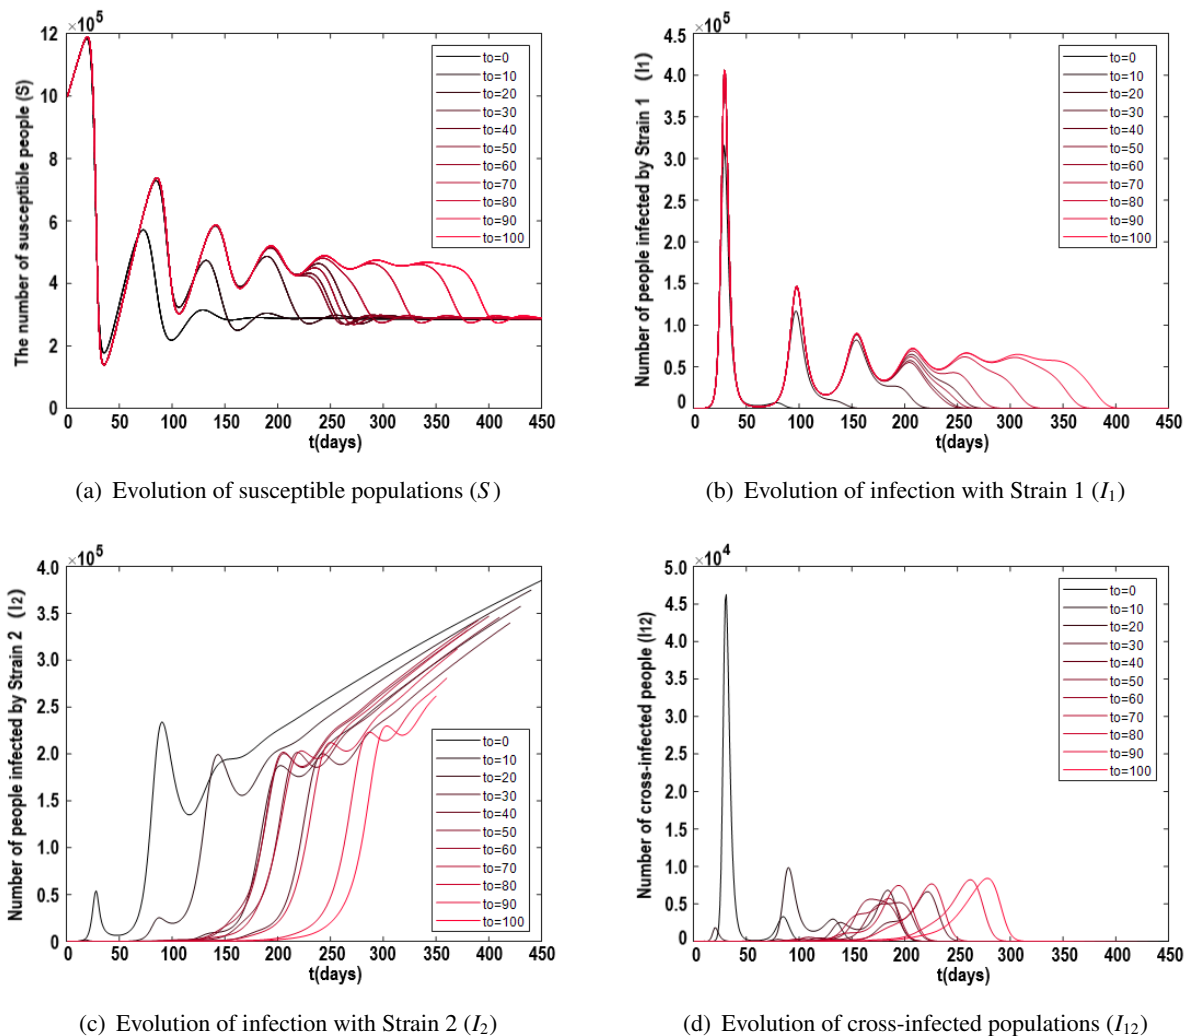 ×10⁵
12
10
8
6
4
2
0
The number of susceptible people (S)
0 50 100 150 200 250 300 350 400 450
t(days)
to=0
to=10
to=20
to=30
to=40
to=50
to=60
to=70
to=80
to=90
to=100
(a) Evolution of susceptible populations (S)
×10⁵
4.5
4.0
3.5
3.0
2.5
2.0
1.5
1.0
0.5
0
Number of people infected by Strain 1 (I1)
0 50 100 150 200 250 300 350 400 450
t(days)
to=0
to=10
to=20
to=30
to=40
to=50
to=60
to=70
to=80
to=90
to=100
(b) Evolution of infection with Strain 1 (I₁)
×10⁵
4.0
3.5
3.0
2.5
2.0
1.5
1.0
0.5
0
Number of people infected by Strain 2 (I2)
0 50 100 150 200 250 300 350 400 450
t(days)
to=0
to=10
to=20
to=30
to=40
to=50
to=60
to=70
to=80
to=90
to=100
(c) Evolution of infection with Strain 2 (I₂)
×10⁴
5.0
4.5
4.0
3.5
3.0
2.5
2.0
1.5
1.0
0.5
0
Number of cross-infected people (I12)
0 50 100 150 200 250 300 350 400 450
t(days)
to=0
to=10
to=20
to=30
to=40
to=50
to=60
to=70
to=80
to=90
to=100
(d) Evolution of cross-infected populations (I₁₂)